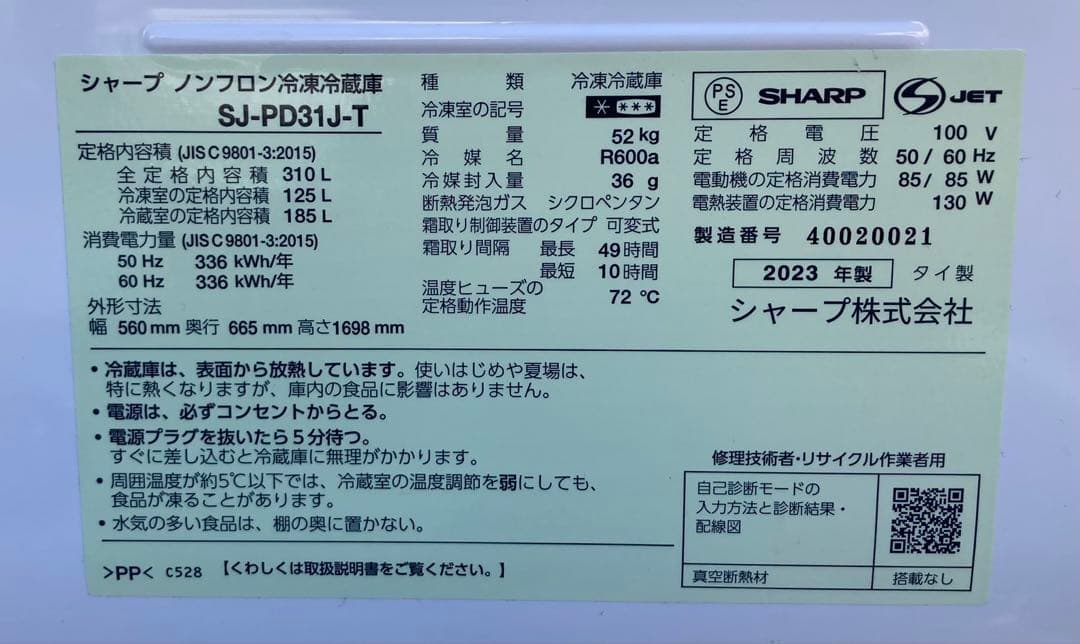 シャープ ノンフロン冷凍冷蔵庫
SJ-PD31J-T
定格内容積 (JIS C 9801-3:2015)
全定格内容積 310 L
冷凍室の定格内容積 125 L
冷蔵室の定格内容積 185 L
消費電力量 (JIS C 9801-3:2015)
50 Hz 336 kWh/年
60 Hz 336 kWh/年
外形寸法
幅 560 mm 奥行 665 mm 高さ 1698 mm
種類 冷凍冷蔵庫
冷凍室の記号 * ***
質量 52 kg
冷媒名 R600a
冷媒封入量 36 g
断熱発泡ガス シクロペンタン
霜取り制御装置のタイプ 可変式
霜取り間隔 最長 49時間
最短 10時間
温度ヒューズの
定格動作温度 72 ℃
PSE SHARP JET
定格電圧 100 V
定格周波数 50/ 60 Hz
電動機の定格消費電力 85/ 85 W
電熱装置の定格消費電力 130 W
製造番号 40020021
2023 年製 タイ製
シャープ株式会社
・冷蔵庫は、表面から放熱しています。使いはじめや夏場は、
特に熱くなりますが、庫内の食品に影響はありません。
・電源は、必ずコンセントからとる。
・電源プラグを抜いたら5分待つ。
すぐに差し込むと冷蔵庫に無理がかかります。
・周囲温度が約5℃以下では、冷蔵室の温度調節を弱にしても、
食品が凍ることがあります。
・水気の多い食品は、棚の奥に置かない。
>PP< C528 【くわしくは取扱説明書をご覧ください。】
修理技術者・リサイクル作業者用
自己診断モードの
入力方法と診断結果・
配線図
真空断熱材 搭載なし